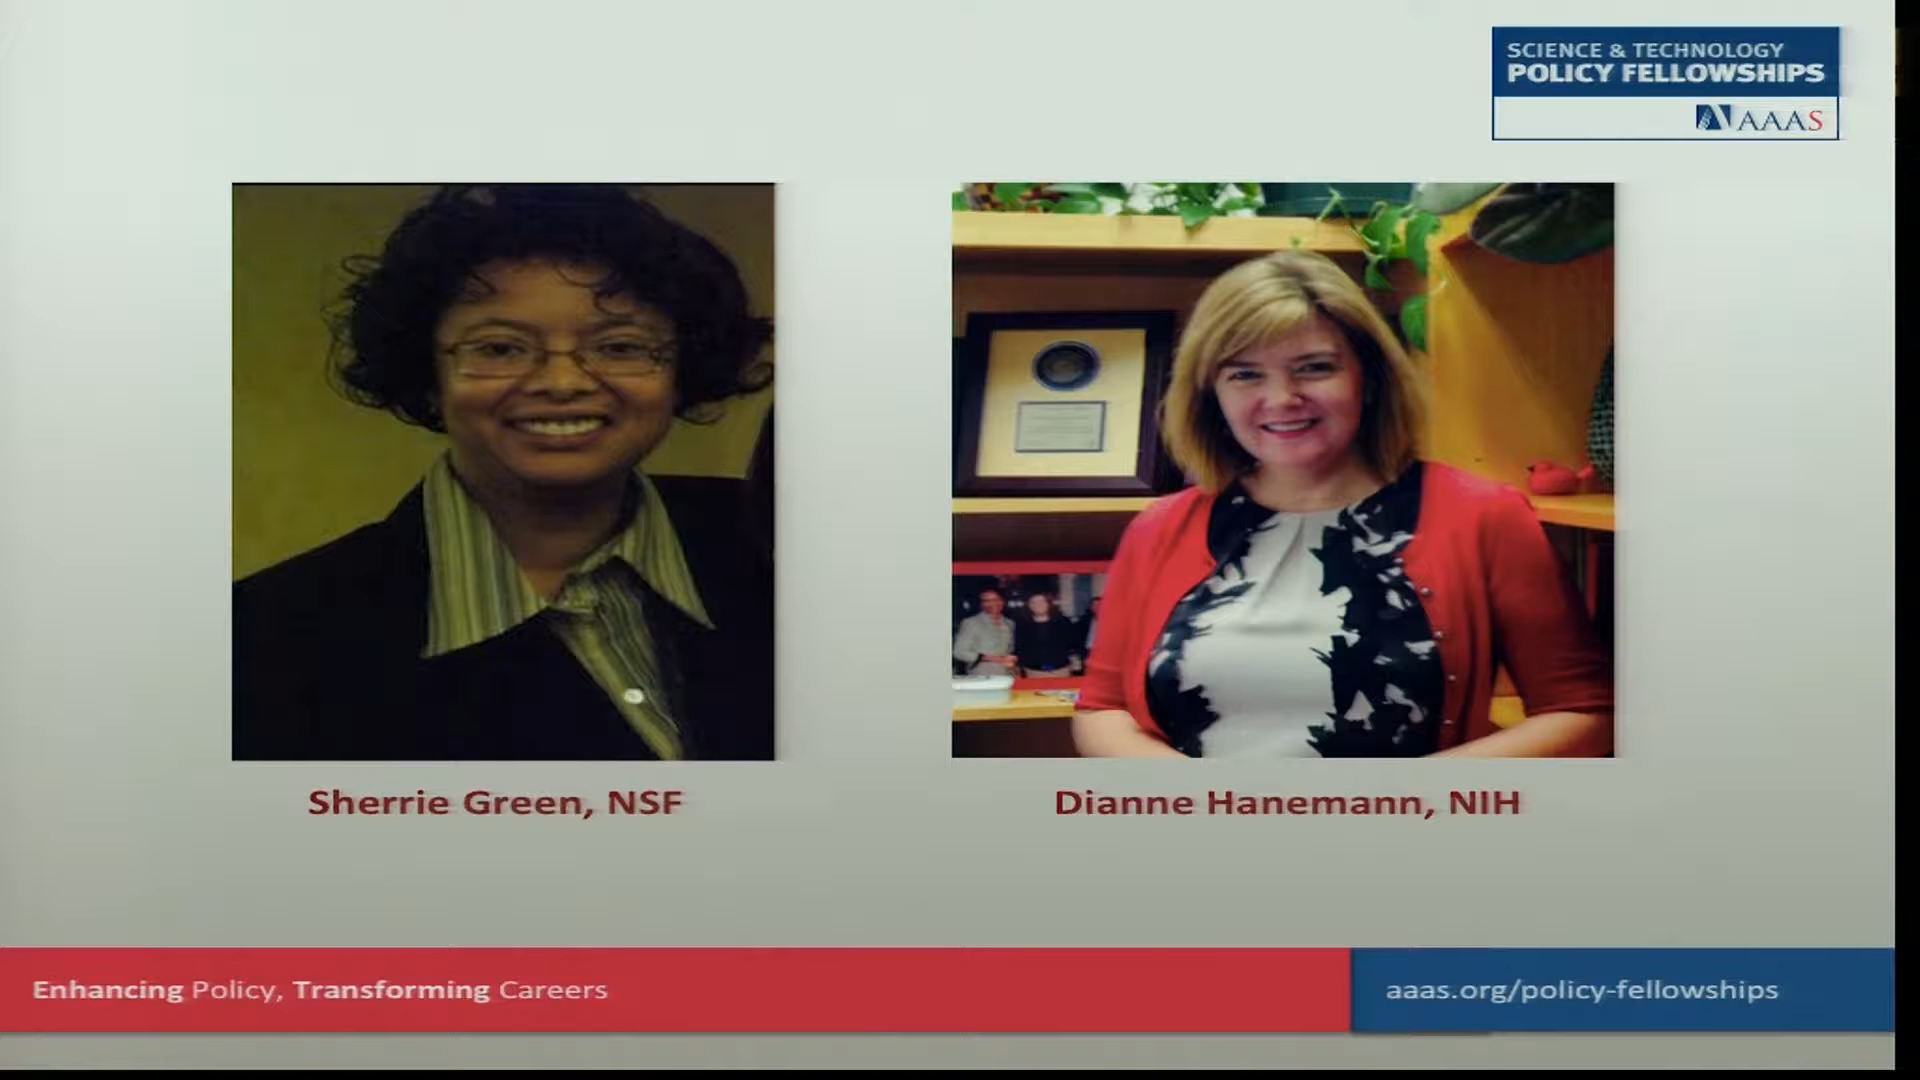 SCIENCE & TECHNOLOGY
POLICY FELLOWSHIPS
AAAS
Sherrie Green, NSF
Dianne Hanemann, NIH
Enhancing Policy, Transforming Careers
aaas.org/policy-fellowships